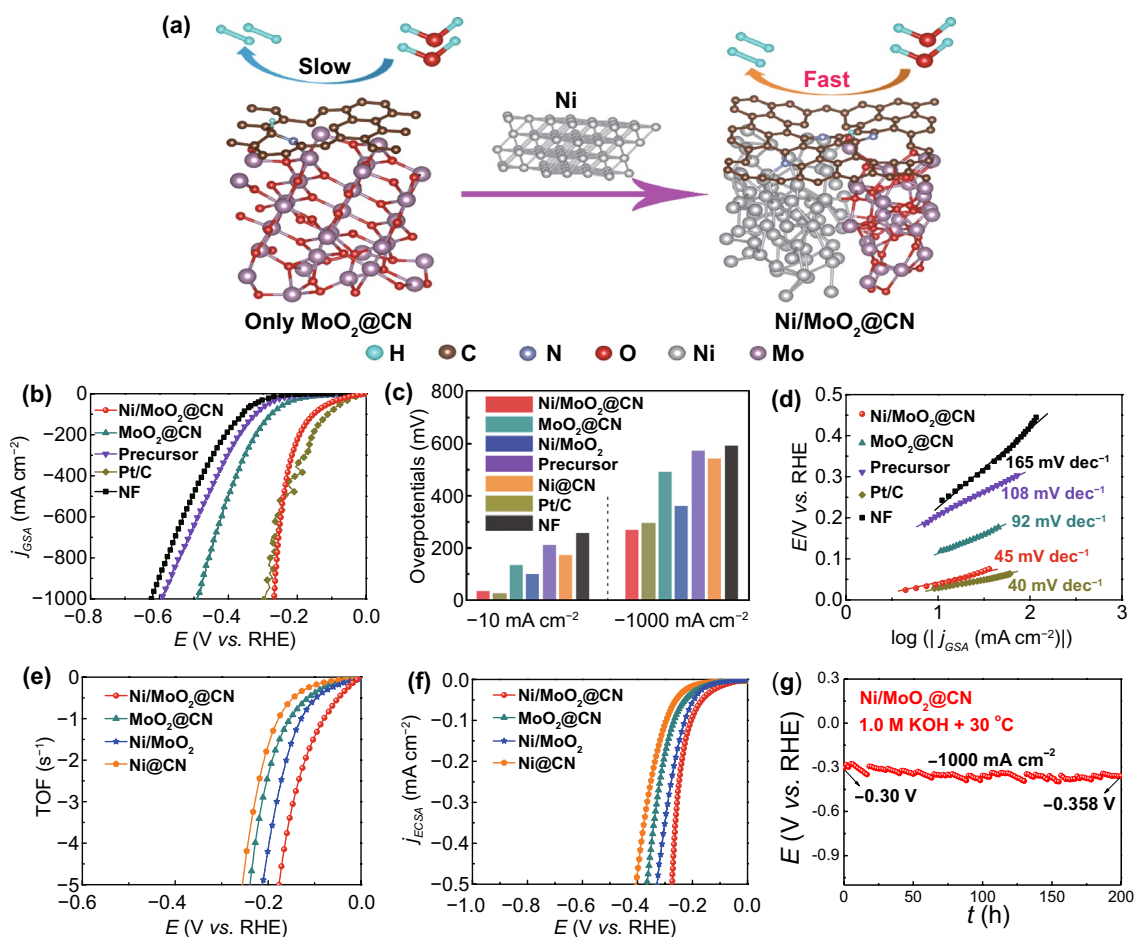 (a)
Slow
Fast
Ni
Only MoO₂@CN
Ni/MoO₂@CN
H C N O Ni Mo
(b)
0
−200
−400
−600
−800
−1000
j_GSA (mA cm⁻²)
Ni/MoO₂@CN
MoO₂@CN
Precursor
Pt/C
NF
−0.8 −0.6 −0.4 −0.2 0.0
E (V vs. RHE)
(c)
800
600
400
200
0
Overpotentials (mV)
Ni/MoO₂@CN
MoO₂@CN
Ni/MoO₂
Precursor
Ni@CN
Pt/C
NF
−10 mA cm⁻² −1000 mA cm⁻²
(d)
0.5
0.4
0.3
0.2
0.1
0.0
E/V vs. RHE
Ni/MoO₂@CN
MoO₂@CN
Precursor
Pt/C
NF
165 mV dec⁻¹
108 mV dec⁻¹
92 mV dec⁻¹
45 mV dec⁻¹
40 mV dec⁻¹
0 1 2 3
log (| j_GSA (mA cm⁻²)|)
(e)
0
−1
−2
−3
−4
−5
TOF (s⁻¹)
Ni/MoO₂@CN
MoO₂@CN
Ni/MoO₂
Ni@CN
−0.6 −0.4 −0.2 0.0
E (V vs. RHE)
(f)
0.0
−0.1
−0.2
−0.3
−0.4
−0.5
j_ECSA (mA cm⁻²)
Ni/MoO₂@CN
MoO₂@CN
Ni/MoO₂
Ni@CN
−1.0 −0.8 −0.6 −0.4 −0.2 0.0
E (V vs. RHE)
(g)
0.3
0.0
-0.3
-0.6
-0.9
E (V vs. RHE)
Ni/MoO₂@CN
1.0 M KOH + 30 °C
−1000 mA cm⁻²
−0.30 V
−0.358 V
0 50 100 150 200
t (h)